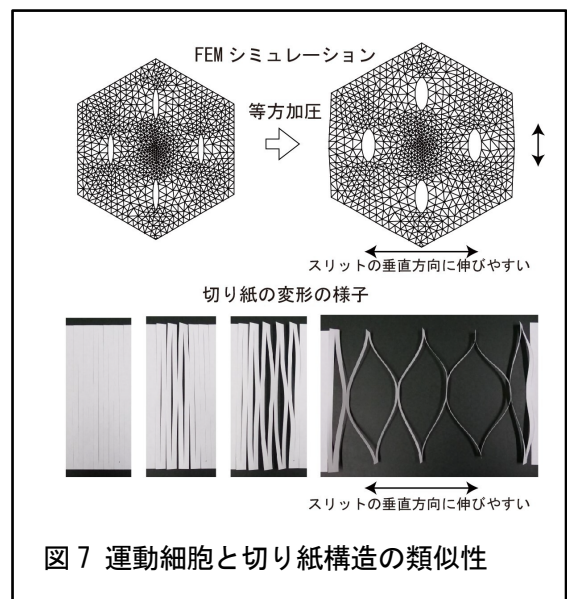 FEM シミュレーション
等方加圧
スリットの垂直方向に伸びやすい
切り紙の変形の様子
スリットの垂直方向に伸びやすい
図 7 運動細胞と切り紙構造の類似性